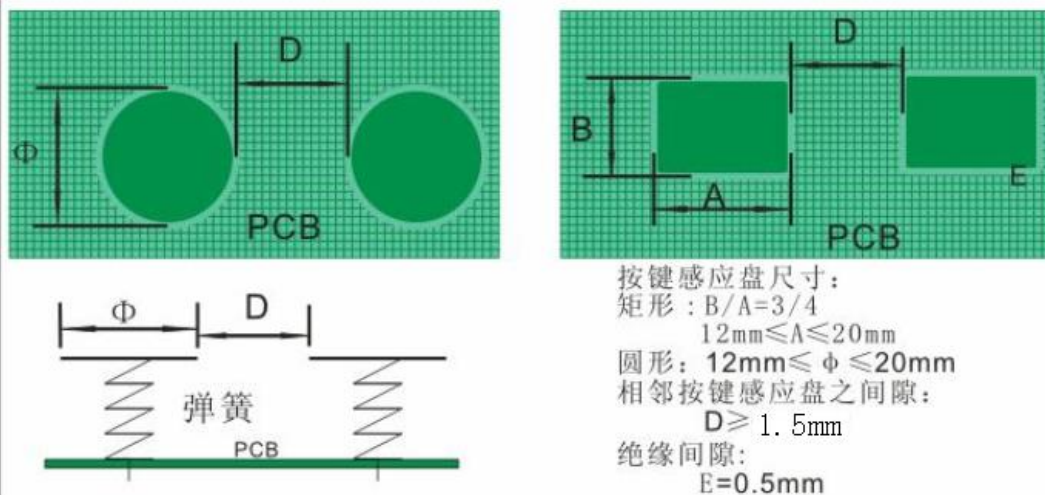 D
Φ
PCB
D
B
A
E
PCB
Φ
D
弹簧
PCB
按键感应盘尺寸:
矩形:B/A=3/4
12mm≤A≤20mm
圆形:12mm≤ϕ≤20mm
相邻按键感应盘之间隙:
D≥ 1.5mm
绝缘间隙:
E=0.5mm